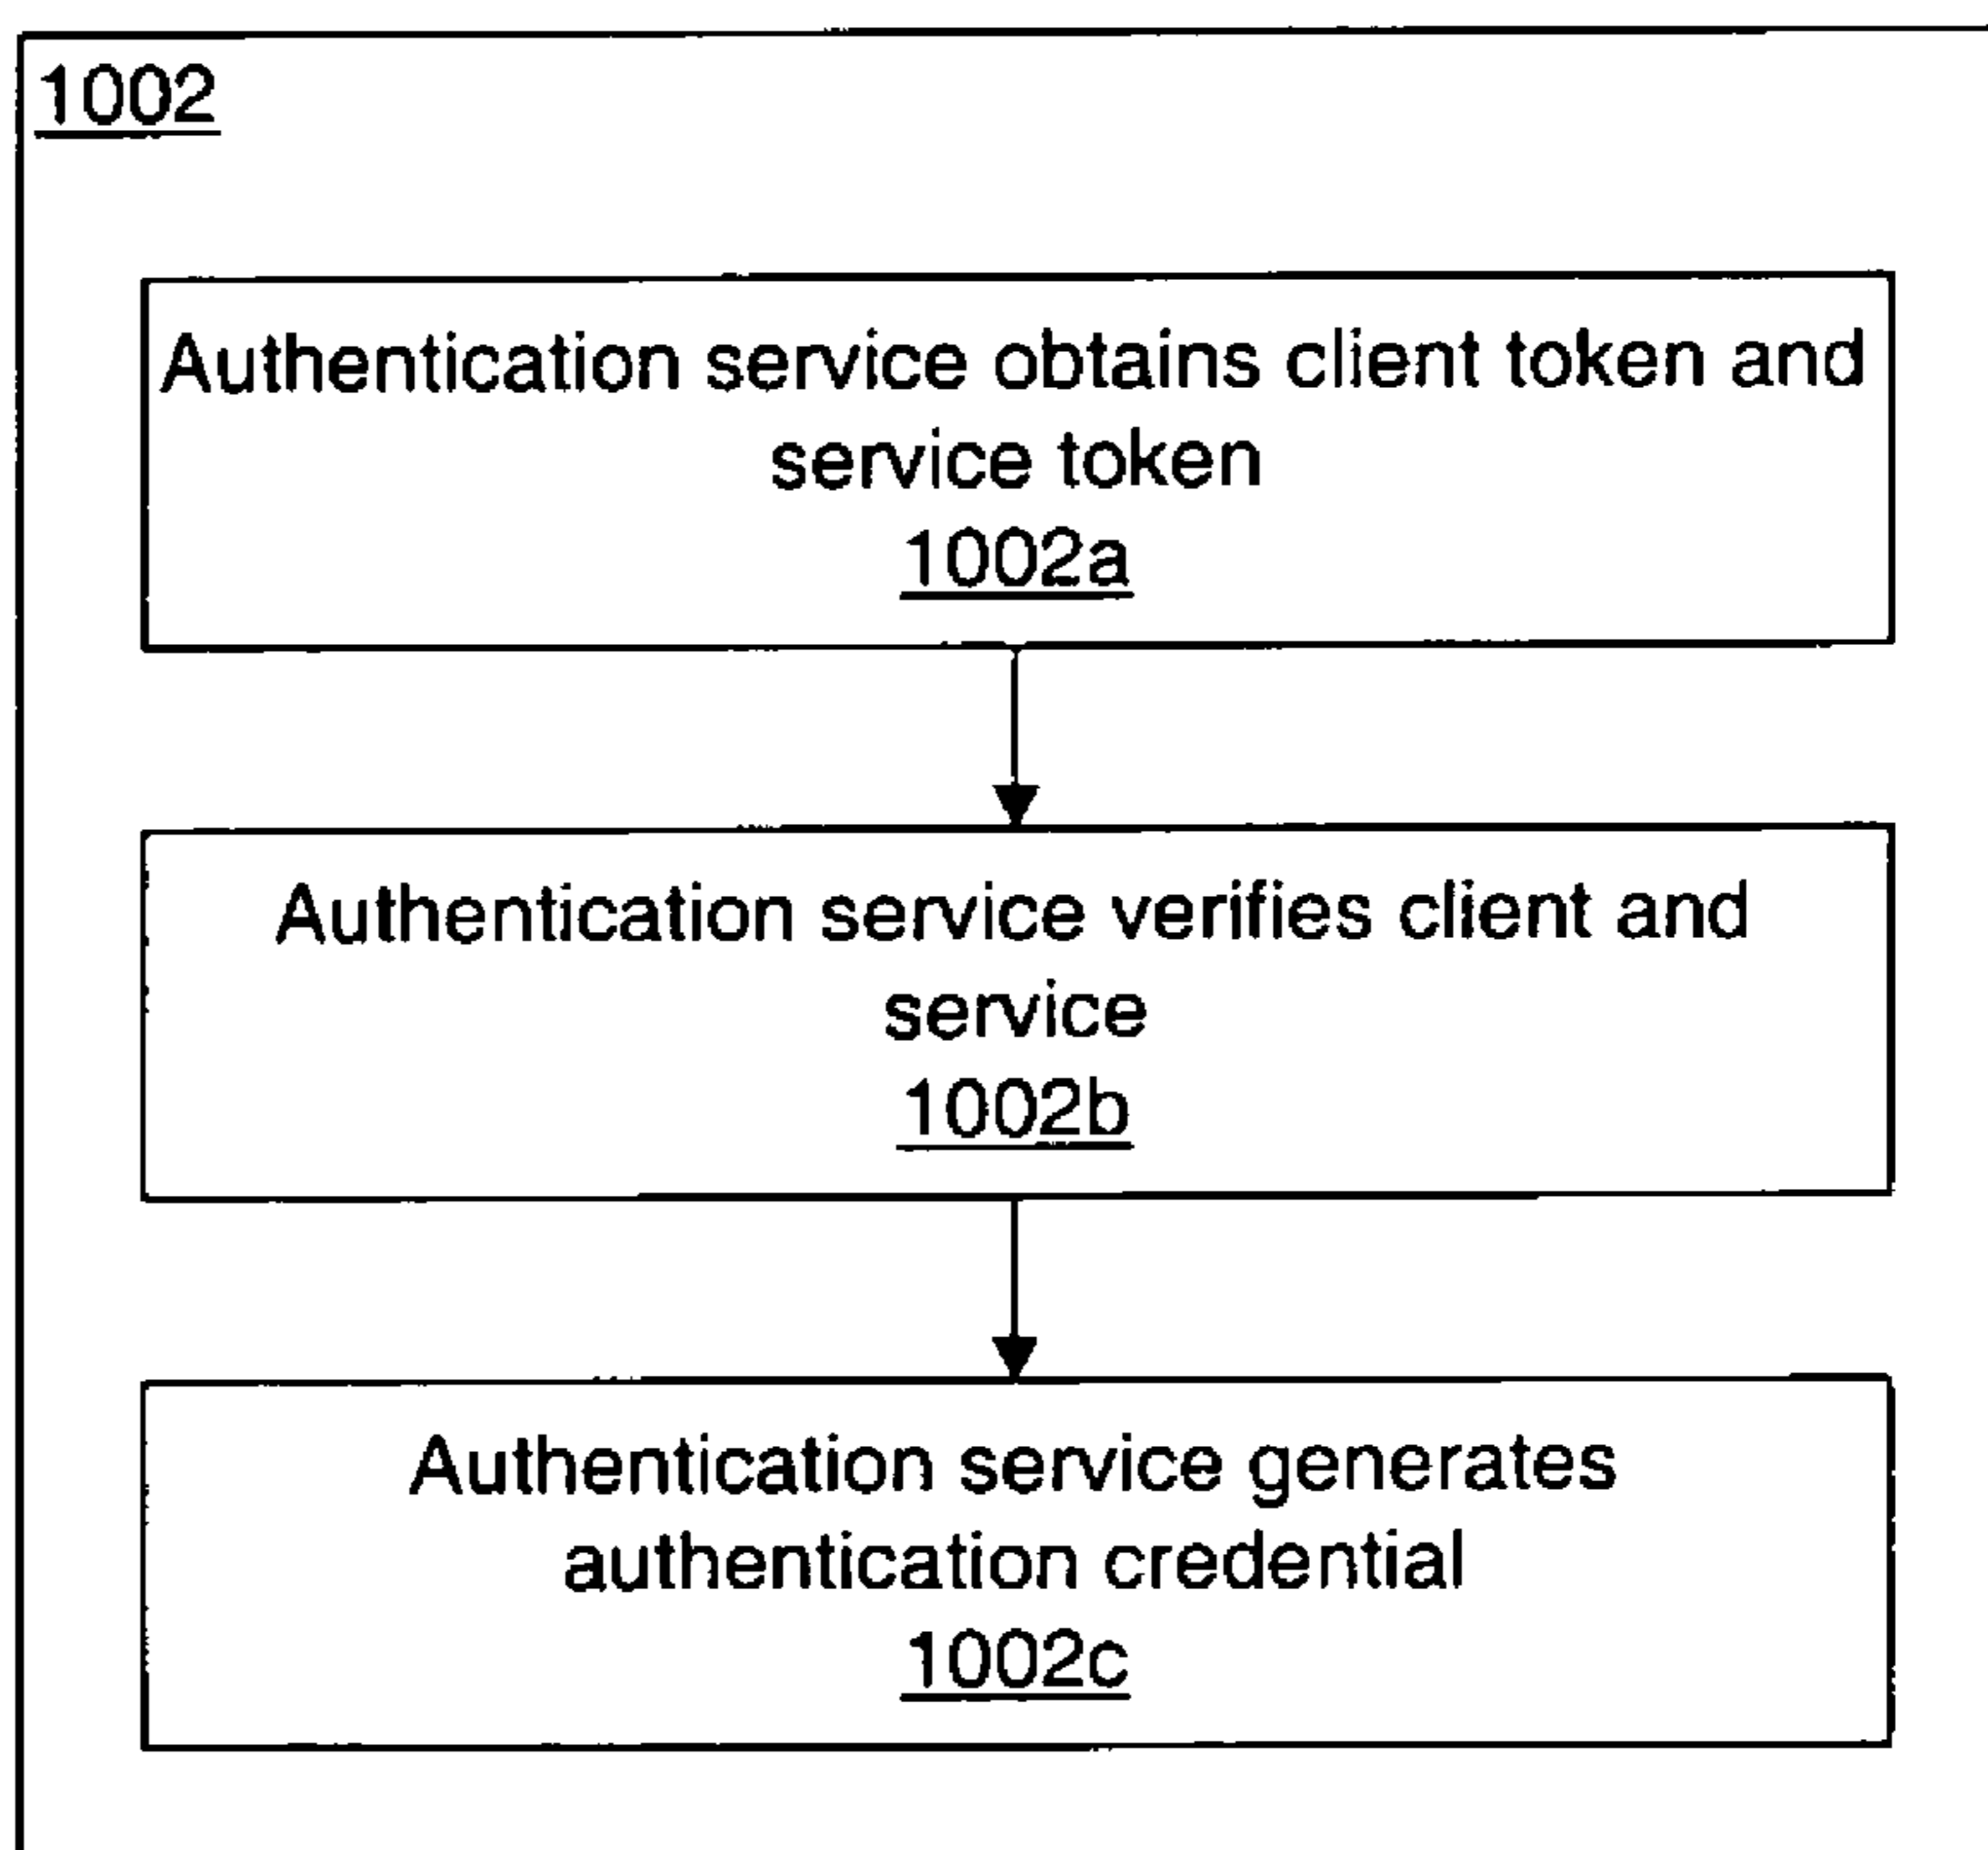 1002
Authentication service obtains client token and
service token
1002a
Authentication service verifies client and
service
1002b
Authentication service generates
authentication credential
1002c